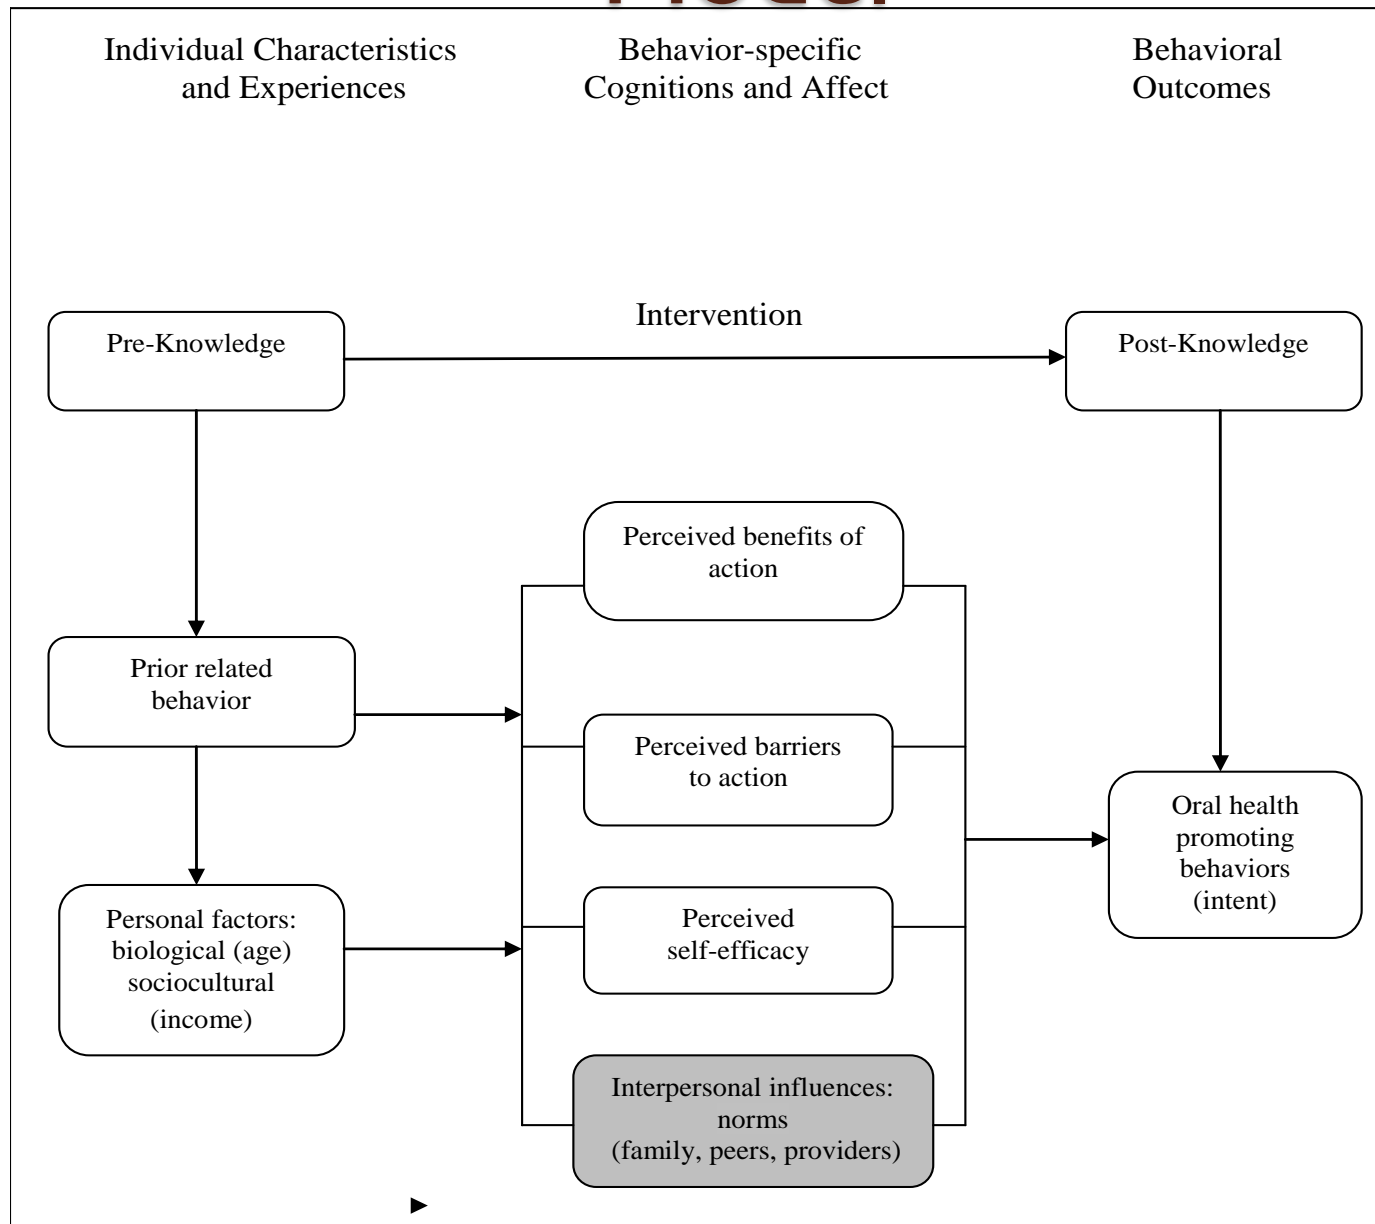 Model
Individual Characteristics
and Experiences
Behavior-specific
Cognitions and Affect
Behavioral
Outcomes
Intervention
Pre-Knowledge
Post-Knowledge
Perceived benefits of
action
Prior related
behavior
Perceived barriers
to action
Oral health
promoting
behaviors
(intent)
Personal factors:
biological (age)
sociocultural
(income)
Perceived
self-efficacy
Interpersonal influences:
norms
(family, peers, providers)